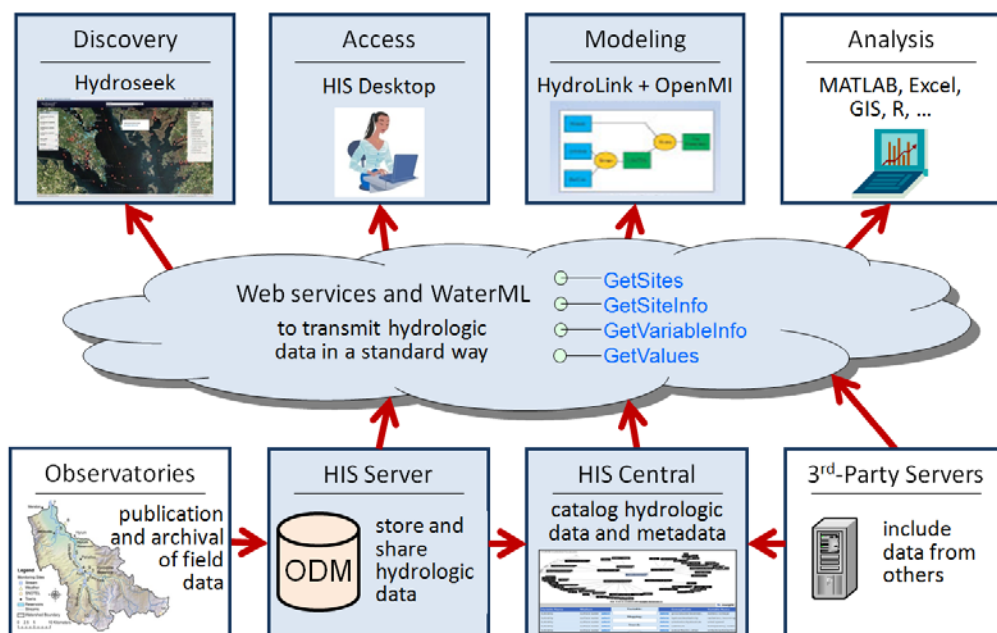 Discovery
Hydroseek
Access
HIS Desktop
Modeling
HydroLink + OpenMI
Analysis
MATLAB, Excel,
GIS, R, ...
Web services and WaterML
to transmit hydrologic
data in a standard way
GetSites
GetSiteInfo
GetVariableInfo
GetValues
Observatories
publication
and archival
of field
data
Legend
HIS Server
ODM
store and
share
hydrologic
data
HIS Central
catalog hydrologic
data and metadata
3rd-Party Servers
include
data from
others